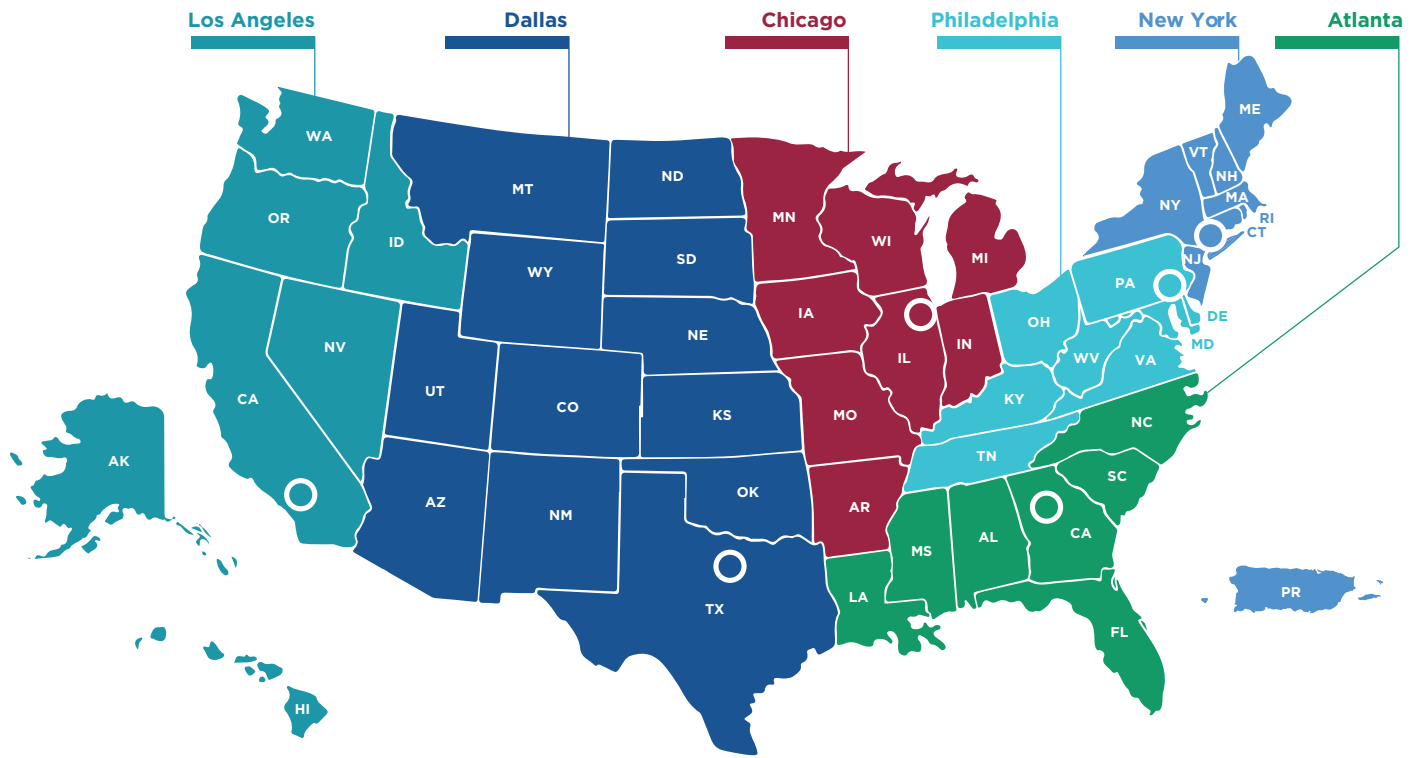 Los Angeles
Dallas
Chicago
Philadelphia
New York
Atlanta
ME
WA
VT
MT
ND
NH
MA
NY
OR
MN
RI
CT
ID
WI
SD
MI
NJ
WY
PA
IA
DE
OH
NE
NV
IL
IN
MD
WV
VA
UT
CA
KY
CO
KS
MO
NC
AK
TN
SC
OK
AZ
AR
NM
CA
AL
MS
PR
LA
TX
FL
HI